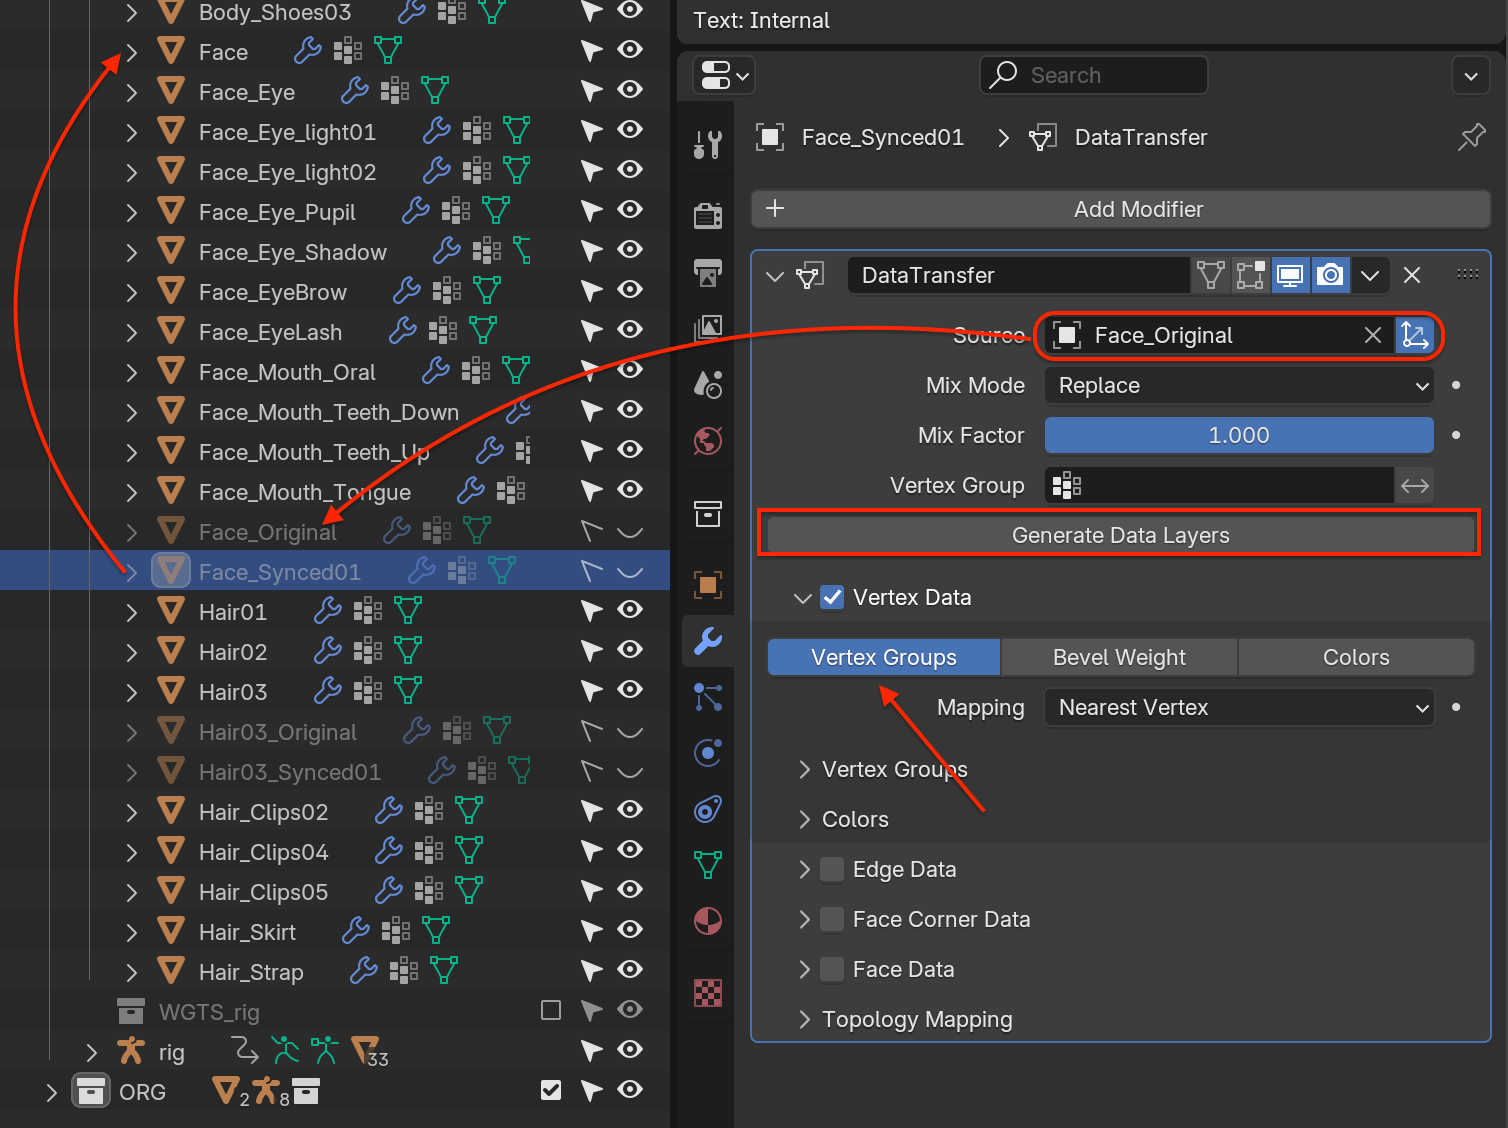 Body_Shoes03
Face
Face_Eye
Face_Eye_light01
Face_Eye_light02
Face_Eye_Pupil
Face_Eye_Shadow
Face_EyeBrow
Face_EyeLash
Face_Mouth_Oral
Face_Mouth_Teeth_Down
Face_Mouth_Teeth_Up
Face_Mouth_Tongue
Face_Original
Face_Synced01
Hair01
Hair02
Hair03
Hair03_Original
Hair03_Synced01
Hair_Clips02
Hair_Clips04
Hair_Clips05
Hair_Skirt
Hair_Strap
WGTS_rig
rig 33
ORG 2 8
Text: Internal
Search
Face_Synced01 DataTransfer
Add Modifier
DataTransfer
Source Face_Original
Mix Mode Replace
Mix Factor 1.000
Vertex Group
Generate Data Layers
Vertex Data
Vertex Groups Bevel Weight Colors
Mapping Nearest Vertex
Vertex Groups
Colors
Edge Data
Face Corner Data
Face Data
Topology Mapping